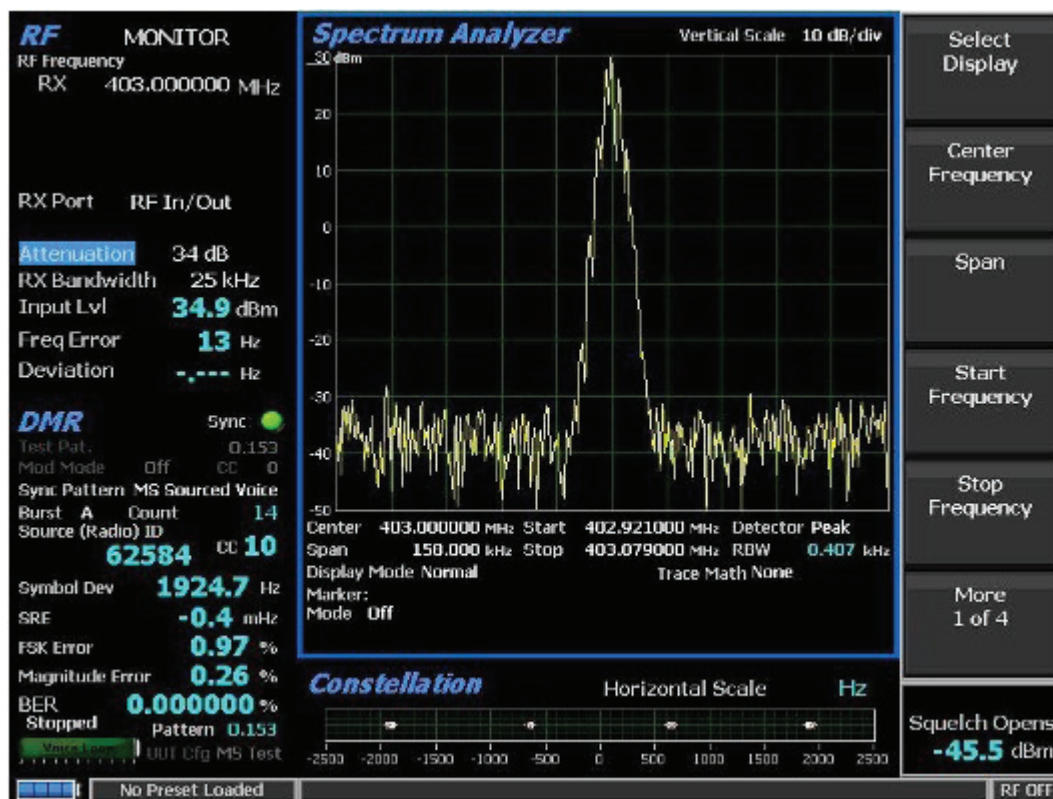 RF MONITOR
RF Frequency
RX 403.000000 MHz
RX Port RF In/Out
Attenuation 34 dB
RX Bandwidth 25 kHz
Input Lvl 34.9 dBm
Freq Error 13 Hz
Deviation -.--- Hz
DMR Sync
Test Pat. 0.153
Mod Mode Off CC 0
Sync Pattern MS Sourced Voice
Burst A Count 14
Source (Radio) ID
62584 CC 10
Symbol Dev 1924.7 Hz
SRE -0.4 mHz
FSK Error 0.97 %
Magnitude Error 0.26 %
BER 0.000000 %
Stopped Pattern 0.153
Voice Loop UUT Cfg MS Test
Spectrum Analyzer Vertical Scale 10 dB/div
30 dBm
20
10
0
-10
-20
-30
-40
-50
Center 403.000000 MHz Start 402.921000 MHz Detector Peak
Span 158.000 kHz Stop 403.079000 MHz RBW 0.407 kHz
Display Mode Normal Trace Math None
Marker:
Mode Off
Constellation Horizontal Scale Hz
-2500 -2000 -1500 -1000 -500 0 500 1000 1500 2000 2500
Select
Display
Center
Frequency
Span
Start
Frequency
Stop
Frequency
More
1 of 4
Squelch Opens
-45.5 dBm
No Preset Loaded RF OFF